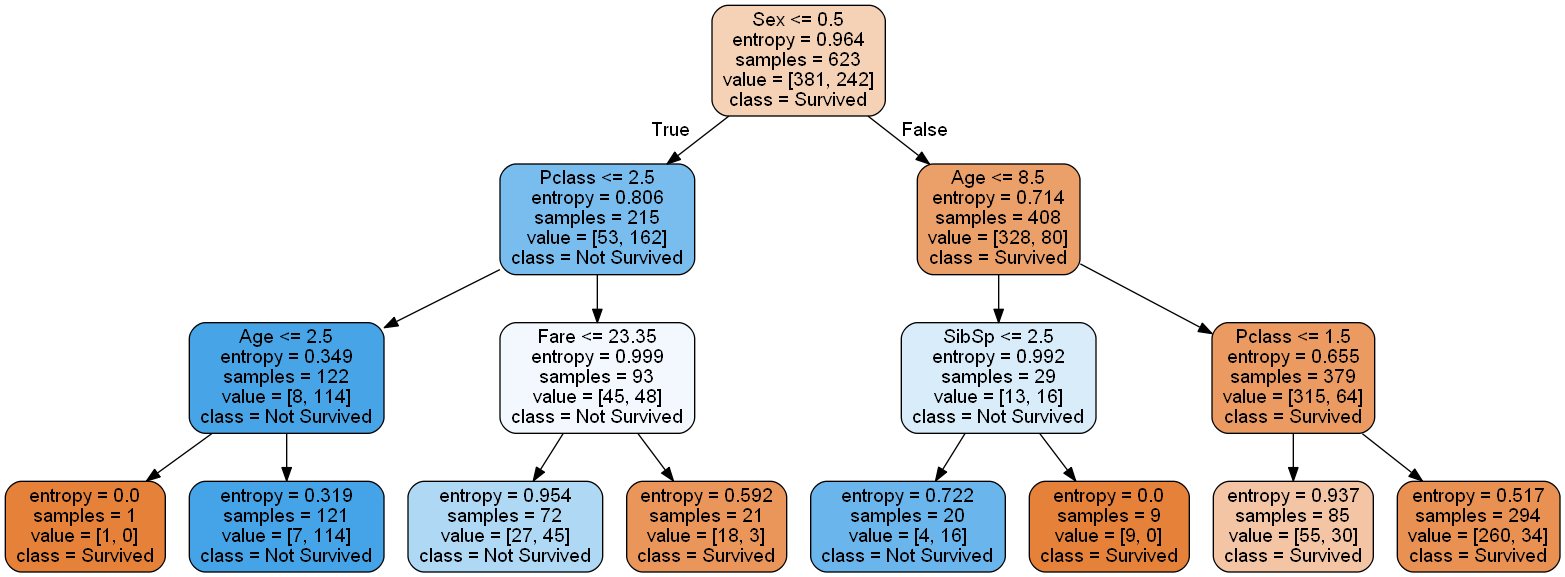 Sex <= 0.5
entropy = 0.964
samples = 623
value = [381, 242]
class = Survived
True
False
Pclass <= 2.5
entropy = 0.806
samples = 215
value = [53, 162]
class = Not Survived
Age <= 8.5
entropy = 0.714
samples = 408
value = [328, 80]
class = Survived
Age <= 2.5
entropy = 0.349
samples = 122
value = [8, 114]
class = Not Survived
Fare <= 23.35
entropy = 0.999
samples = 93
value = [45, 48]
class = Not Survived
SibSp <= 2.5
entropy = 0.992
samples = 29
value = [13, 16]
class = Not Survived
Pclass <= 1.5
entropy = 0.655
samples = 379
value = [315, 64]
class = Survived
entropy = 0.0
samples = 1
value = [1, 0]
class = Survived
entropy = 0.319
samples = 121
value = [7, 114]
class = Not Survived
entropy = 0.954
samples = 72
value = [27, 45]
class = Not Survived
entropy = 0.592
samples = 21
value = [18, 3]
class = Survived
entropy = 0.722
samples = 20
value = [4, 16]
class = Not Survived
entropy = 0.0
samples = 9
value = [9, 0]
class = Survived
entropy = 0.937
samples = 85
value = [55, 30]
class = Survived
entropy = 0.517
samples = 294
value = [260, 34]
class = Survived